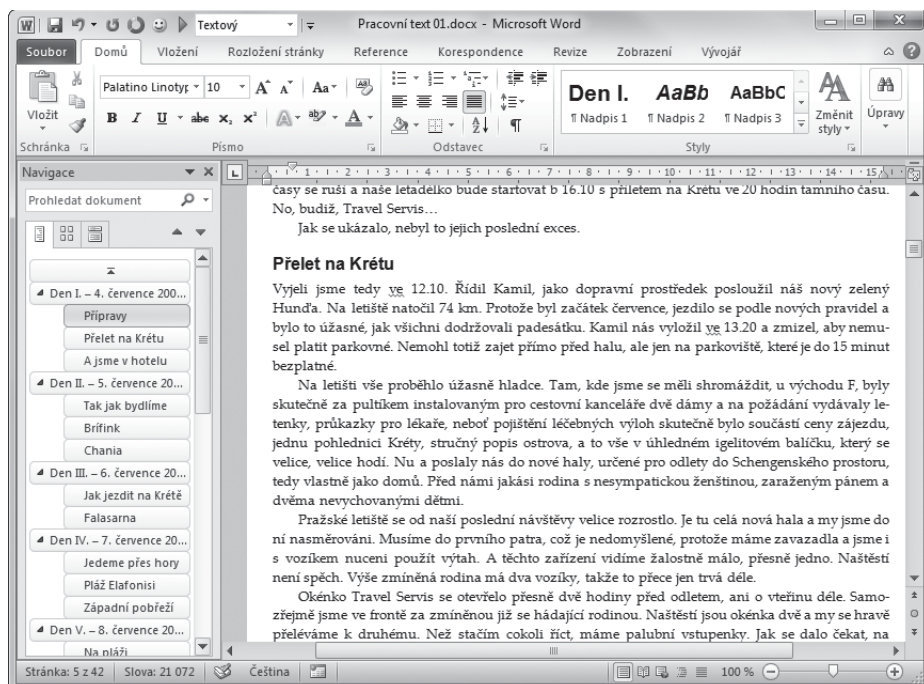 Textový
Pracovní text 01.docx - Microsoft Word
Soubor Domů Vložení Rozložení stránky Reference Korespondence Revize Zobrazení Vývojář
Vložit
Palatino Linotyp 10
B I U abe x₂ x²
Den I. AaBb AaBbC
¶ Nadpis 1 ¶ Nadpis 2 ¶ Nadpis 3
Změnit styly
Úpravy
Schránka Písmo Odstavec Styly
Navigace
Prohledat dokument
Den I. – 4. července 200...
Přípravy
Přelet na Krétu
A jsme v hotelu
Den II. – 5. července 20...
Tak jak bydlíme
Brífink
Chania
Den III. – 6. července 20...
Jak jezdit na Krétě
Falasarna
Den IV. – 7. července 20...
Jedeme přes hory
Pláž Elafonisi
Západní pobřeží
Den V. – 8. července 20...
Na pláži
1 2 3 4 5 6 7 8 9 10 11 12 13 14 15
časy se ruší a naše letadélko bude startovat b 16.10 s příletem na Krétu ve 20 hodin tamního času.
No, budiž, Travel Servis…
Jak se ukázalo, nebyl to jejich poslední exces.
Přelet na Krétu
Vyjeli jsme tedy ve 12.10. Řídil Kamil, jako dopravní prostředek posloužil náš nový zelený
Hunďa. Na letiště natočil 74 km. Protože byl začátek července, jezdilo se podle nových pravidel a
bylo to úžasné, jak všichni dodržovali padesátku. Kamil nás vyložil ve 13.20 a zmizel, aby nemu-
sel platit parkovné. Nemohl totiž zajet přímo před halu, ale jen na parkoviště, které je do 15 minut
bezplatné.
Na letišti vše proběhlo úžasně hladce. Tam, kde jsme se měli shromáždit, u východu F, byly
skutečně za pultíkem instalovaným pro cestovní kanceláře dvě dámy a na požádání vydávaly le-
tenky, průkazky pro lékaře, neboť pojištění léčebných výloh skutečně bylo součástí ceny zájezdu,
jednu pohlednici Kréty, stručný popis ostrova, a to vše v úhledném igelitovém balíčku, který se
velice, velice hodí. Nu a poslaly nás do nové haly, určené pro odlety do Schengenského prostoru,
tedy vlastně jako domů. Před námi jakási rodina s nesympatickou ženštinou, zaraženým pánem a
dvěma nevychovanými dětmi.
Pražské letiště se od naší poslední návštěvy velice rozrostlo. Je tu celá nová hala a my jsme do
ní nasměrováni. Musíme do prvního patra, což je nedomyšlené, protože máme zavazadla a jsme i
s vozíkem nuceni použít výtah. A těchto zařízení vidíme žalostně málo, přesně jedno. Naštěstí
není spěch. Výše zmíněná rodina má dva vozíky, takže to přece jen trvá déle.
Okénko Travel Servis se otevřelo přesně dvě hodiny před odletem, ani o vteřinu déle. Samo-
zřejmě jsme ve frontě za zmíněnou již se hádající rodinou. Naštěstí jsou okénka dvě a my se hravě
přeléváme k druhému. Než stačím cokoli říct, máme palubní vstupenky. Jak se dalo čekat, na
Stránka: 5 z 42 Slova: 21 072 Čeština 100 %